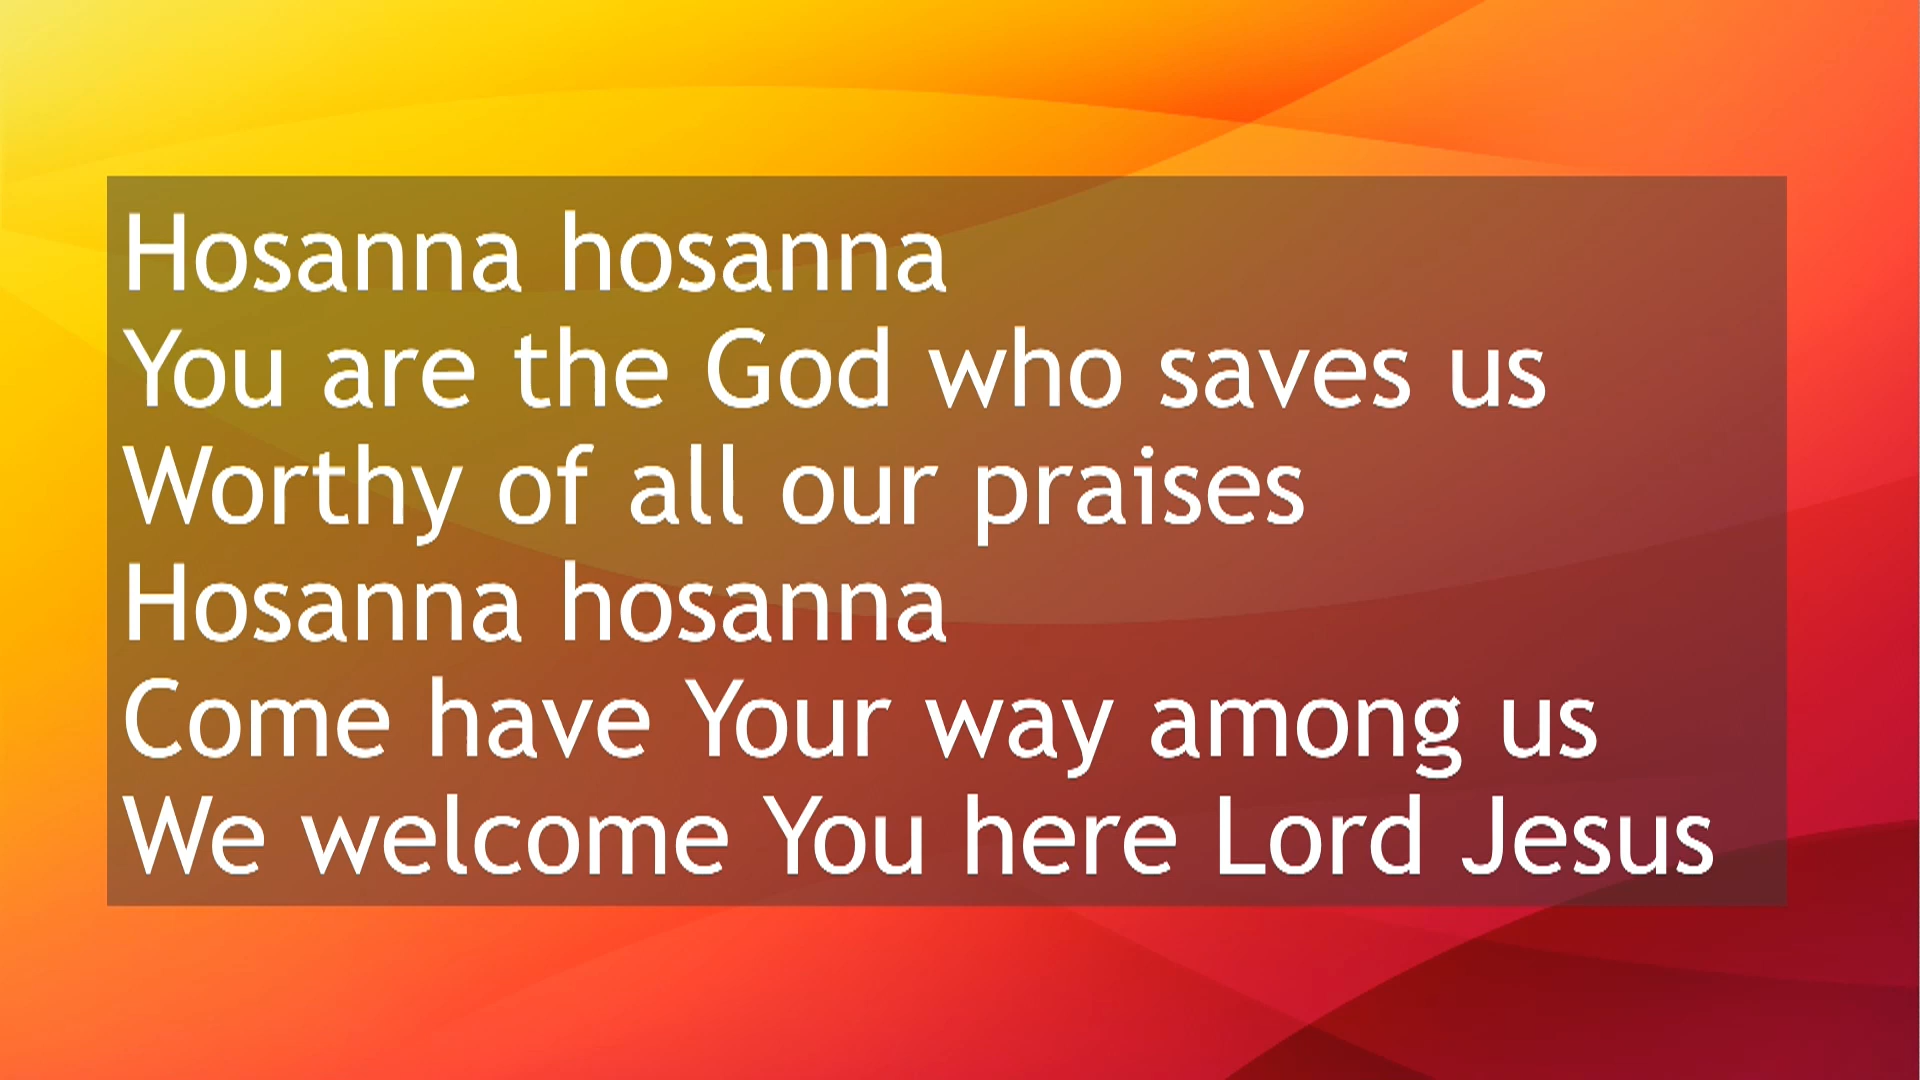 Hosanna hosanna
You are the God who saves us
Worthy of all our praises
Hosanna hosanna
Come have Your way among us
We welcome You here Lord Jesus